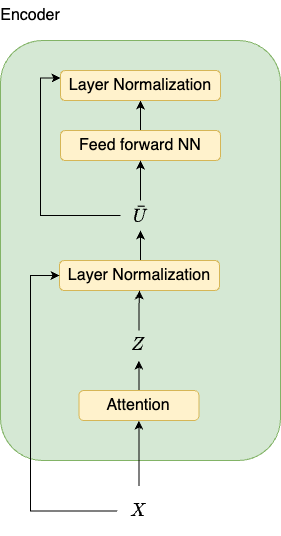 Encoder
Layer Normalization
Feed forward NN
Ū
Layer Normalization
Z
Attention
X